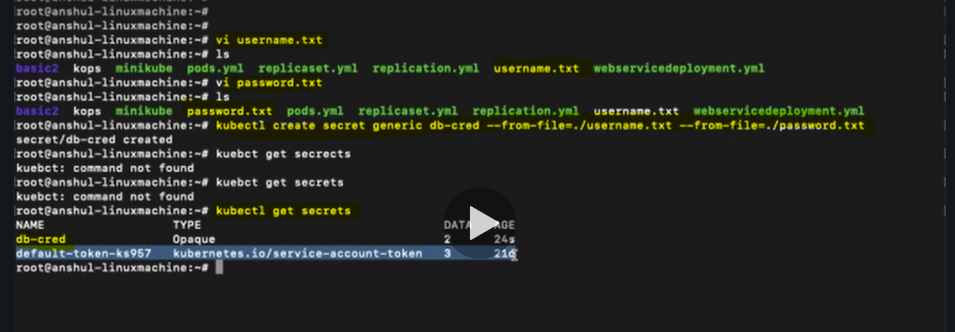 root@anshul-linuxmachine:~#
root@anshul-linuxmachine:~#
root@anshul-linuxmachine:~# vi username.txt
root@anshul-linuxmachine:~# ls
basic2 kops minikube pods.yml replicaset.yml replication.yml username.txt webservicedeployment.yml
root@anshul-linuxmachine:~# vi password.txt
root@anshul-linuxmachine:~# ls
basic2 kops minikube password.txt pods.yml replicaset.yml replication.yml username.txt webservicedeployment.yml
root@anshul-linuxmachine:~# kubectl create secret generic db-cred --from-file=./username.txt --from-file=./password.txt
secret/db-cred created
root@anshul-linuxmachine:~# kuebct get secrects
kuebct: command not found
root@anshul-linuxmachine:~# kuebct get secrets
kuebct: command not found
root@anshul-linuxmachine:~# kubectl get secrets
NAME TYPE DATA AGE
db-cred Opaque 2 24s
default-token-ks957 kubernetes.io/service-account-token 3 21d
root@anshul-linuxmachine:~#